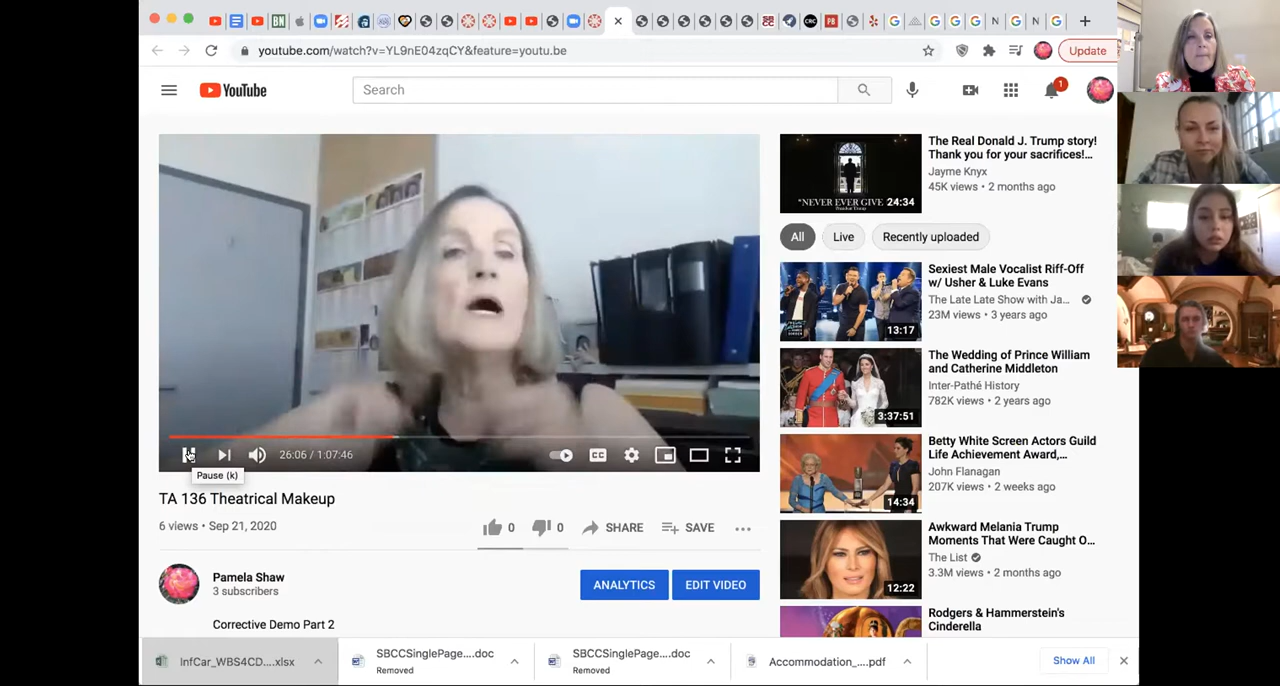 youtube.com/watch?v=YL9nE04zqCY&feature=youtu.be
Update
YouTube
Search
1
26:06 / 1:07:46
CC
Pause (k)
TA 136 Theatrical Makeup
6 views • Sep 21, 2020
0
0
SHARE
SAVE
Pamela Shaw
3 subscribers
ANALYTICS
EDIT VIDEO
Corrective Demo Part 2
*NEVER EVER GIVE
24:34
The Real Donald J. Trump story!
Thank you for your sacrifices!…
Jayme Knyx
45K views • 2 months ago
All
Live
Recently uploaded
13:17
Sexiest Male Vocalist Riff-Off
w/ Usher & Luke Evans
The Late Late Show with Ja…
23M views • 3 years ago
3:37:51
The Wedding of Prince William
and Catherine Middleton
Inter-Pathé History
782K views • 2 years ago
14:34
Betty White Screen Actors Guild
Life Achievement Award,…
John Flanagan
207K views • 2 weeks ago
12:22
Awkward Melania Trump
Moments That Were Caught O…
The List
3.3M views • 2 months ago
Rodgers & Hammerstein's
Cinderella
InfCar_WBS4CD….xlsx
SBCCSinglePage….doc
Removed
SBCCSinglePage….doc
Removed
Accommodation_….pdf
Show All